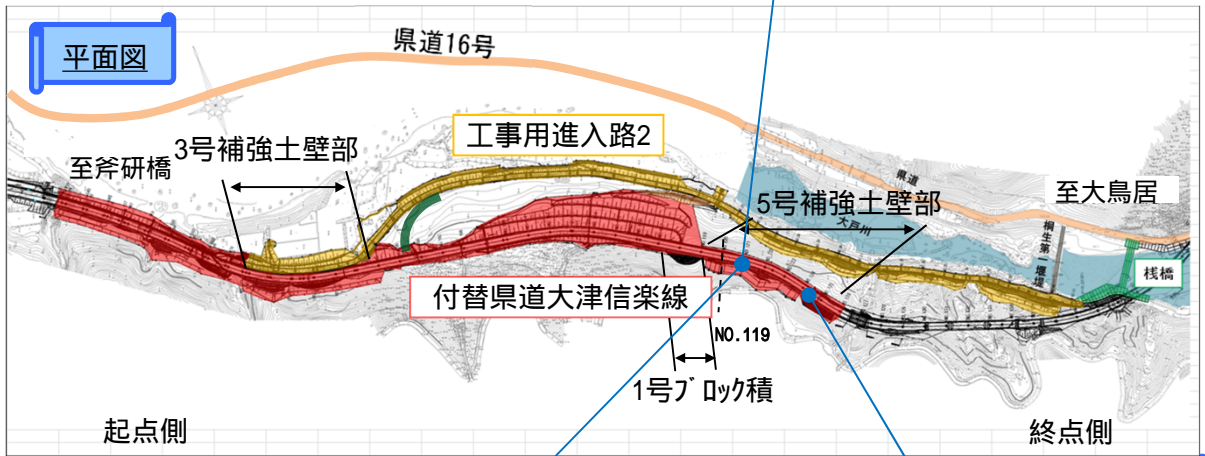 平面図
県道16号
工事用進入路2
3号補強土壁部
至斧研橋
県道
至大鳥居
5号補強土壁部
大戸川
桐生第一堰堤
桟橋
付替県道大津信楽線
NO.119
1号ﾌﾞﾛｯｸ積
起点側
終点側